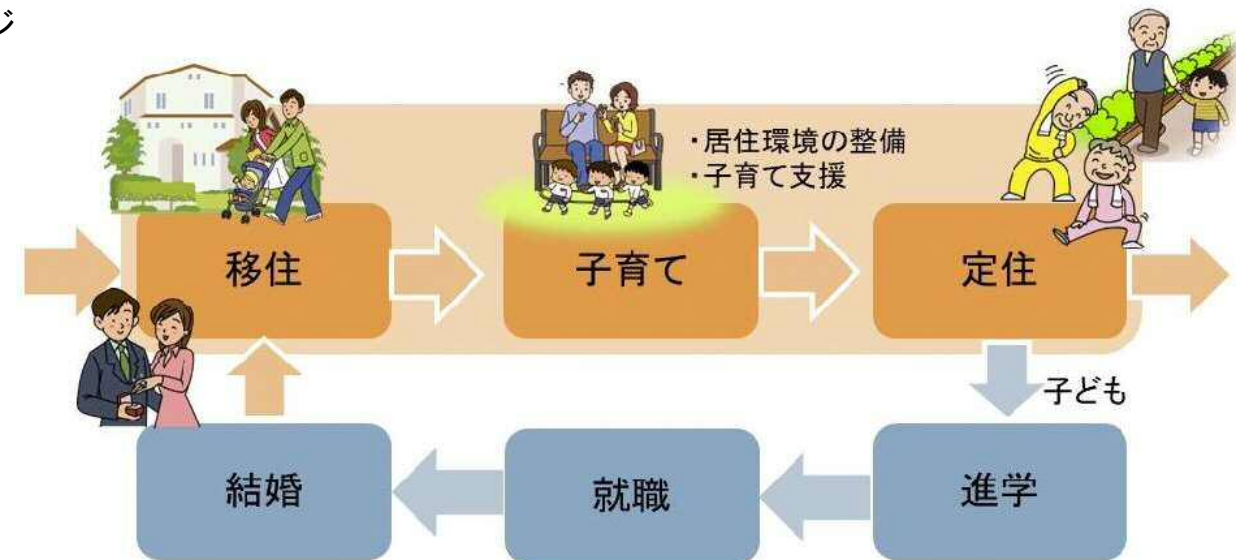 ジ
・居住環境の整備
・子育て支援
移住
子育て
定住
子ども
結婚
就職
進学